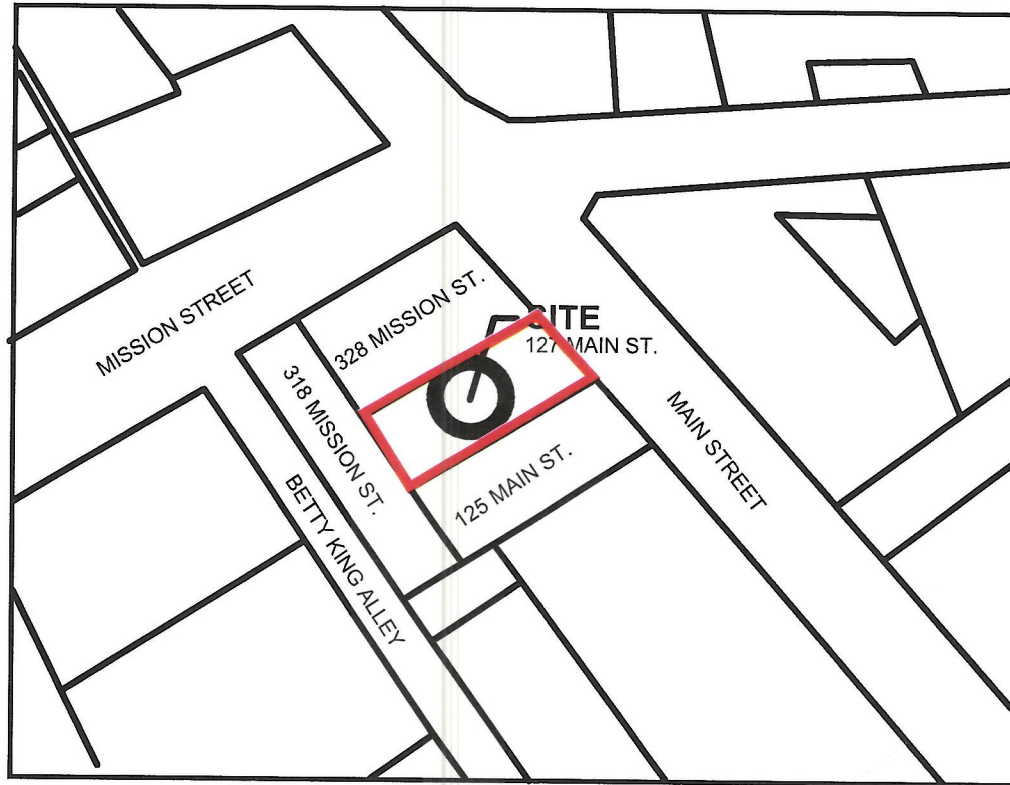 MISSION STREET
328 MISSION ST.
SITE
127 MAIN ST.
318 MISSION ST.
MAIN STREET
125 MAIN ST.
BETTY KING ALLEY